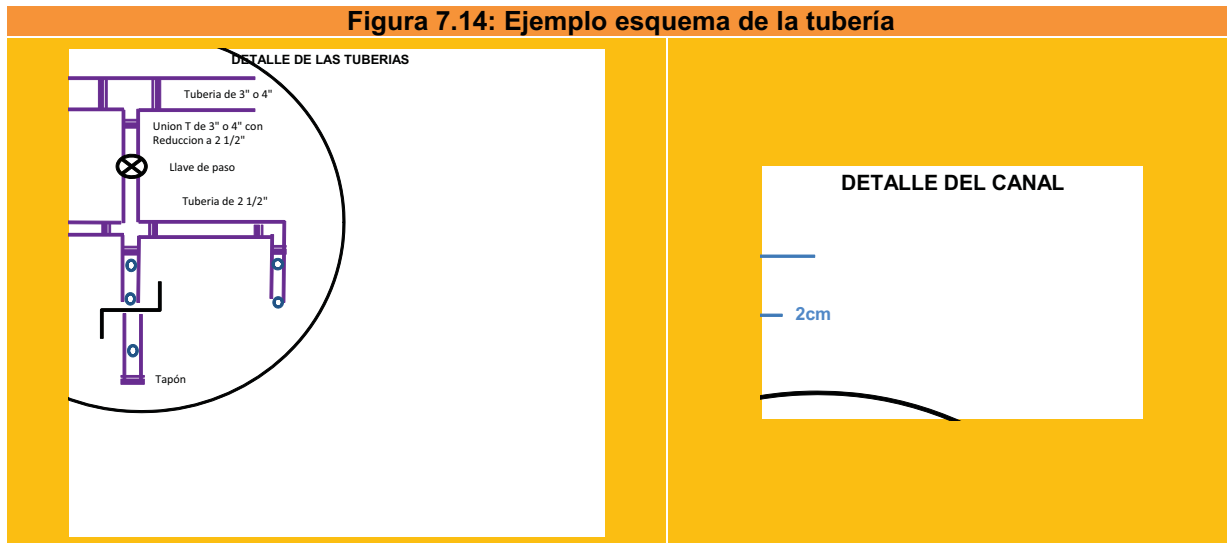 Figura 7.14: Ejemplo esquema de la tubería
DETALLE DE LAS TUBERIAS
Tuberia de 3" o 4"
Union T de 3" o 4" con
Reduccion a 2 1/2"
Llave de paso
Tuberia de 2 1/2"
Tapón
DETALLE DEL CANAL
2cm